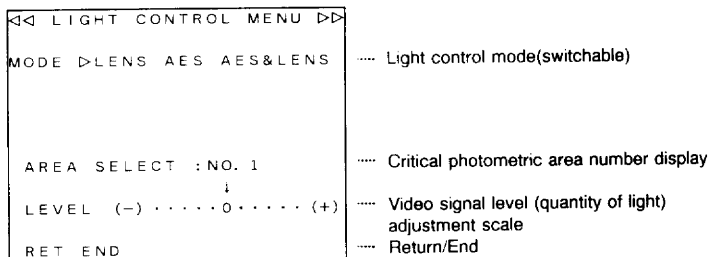 ◁◁ LIGHT CONTROL MENU ▷▷
MODE ▷LENS AES AES&LENS ····· Light control mode(switchable)
AREA SELECT :NO. 1 ····· Critical photometric area number display
↓
LEVEL (−) ·····0····· (+) ····· Video signal level (quantity of light)
adjustment scale
RET END ····· Return/End